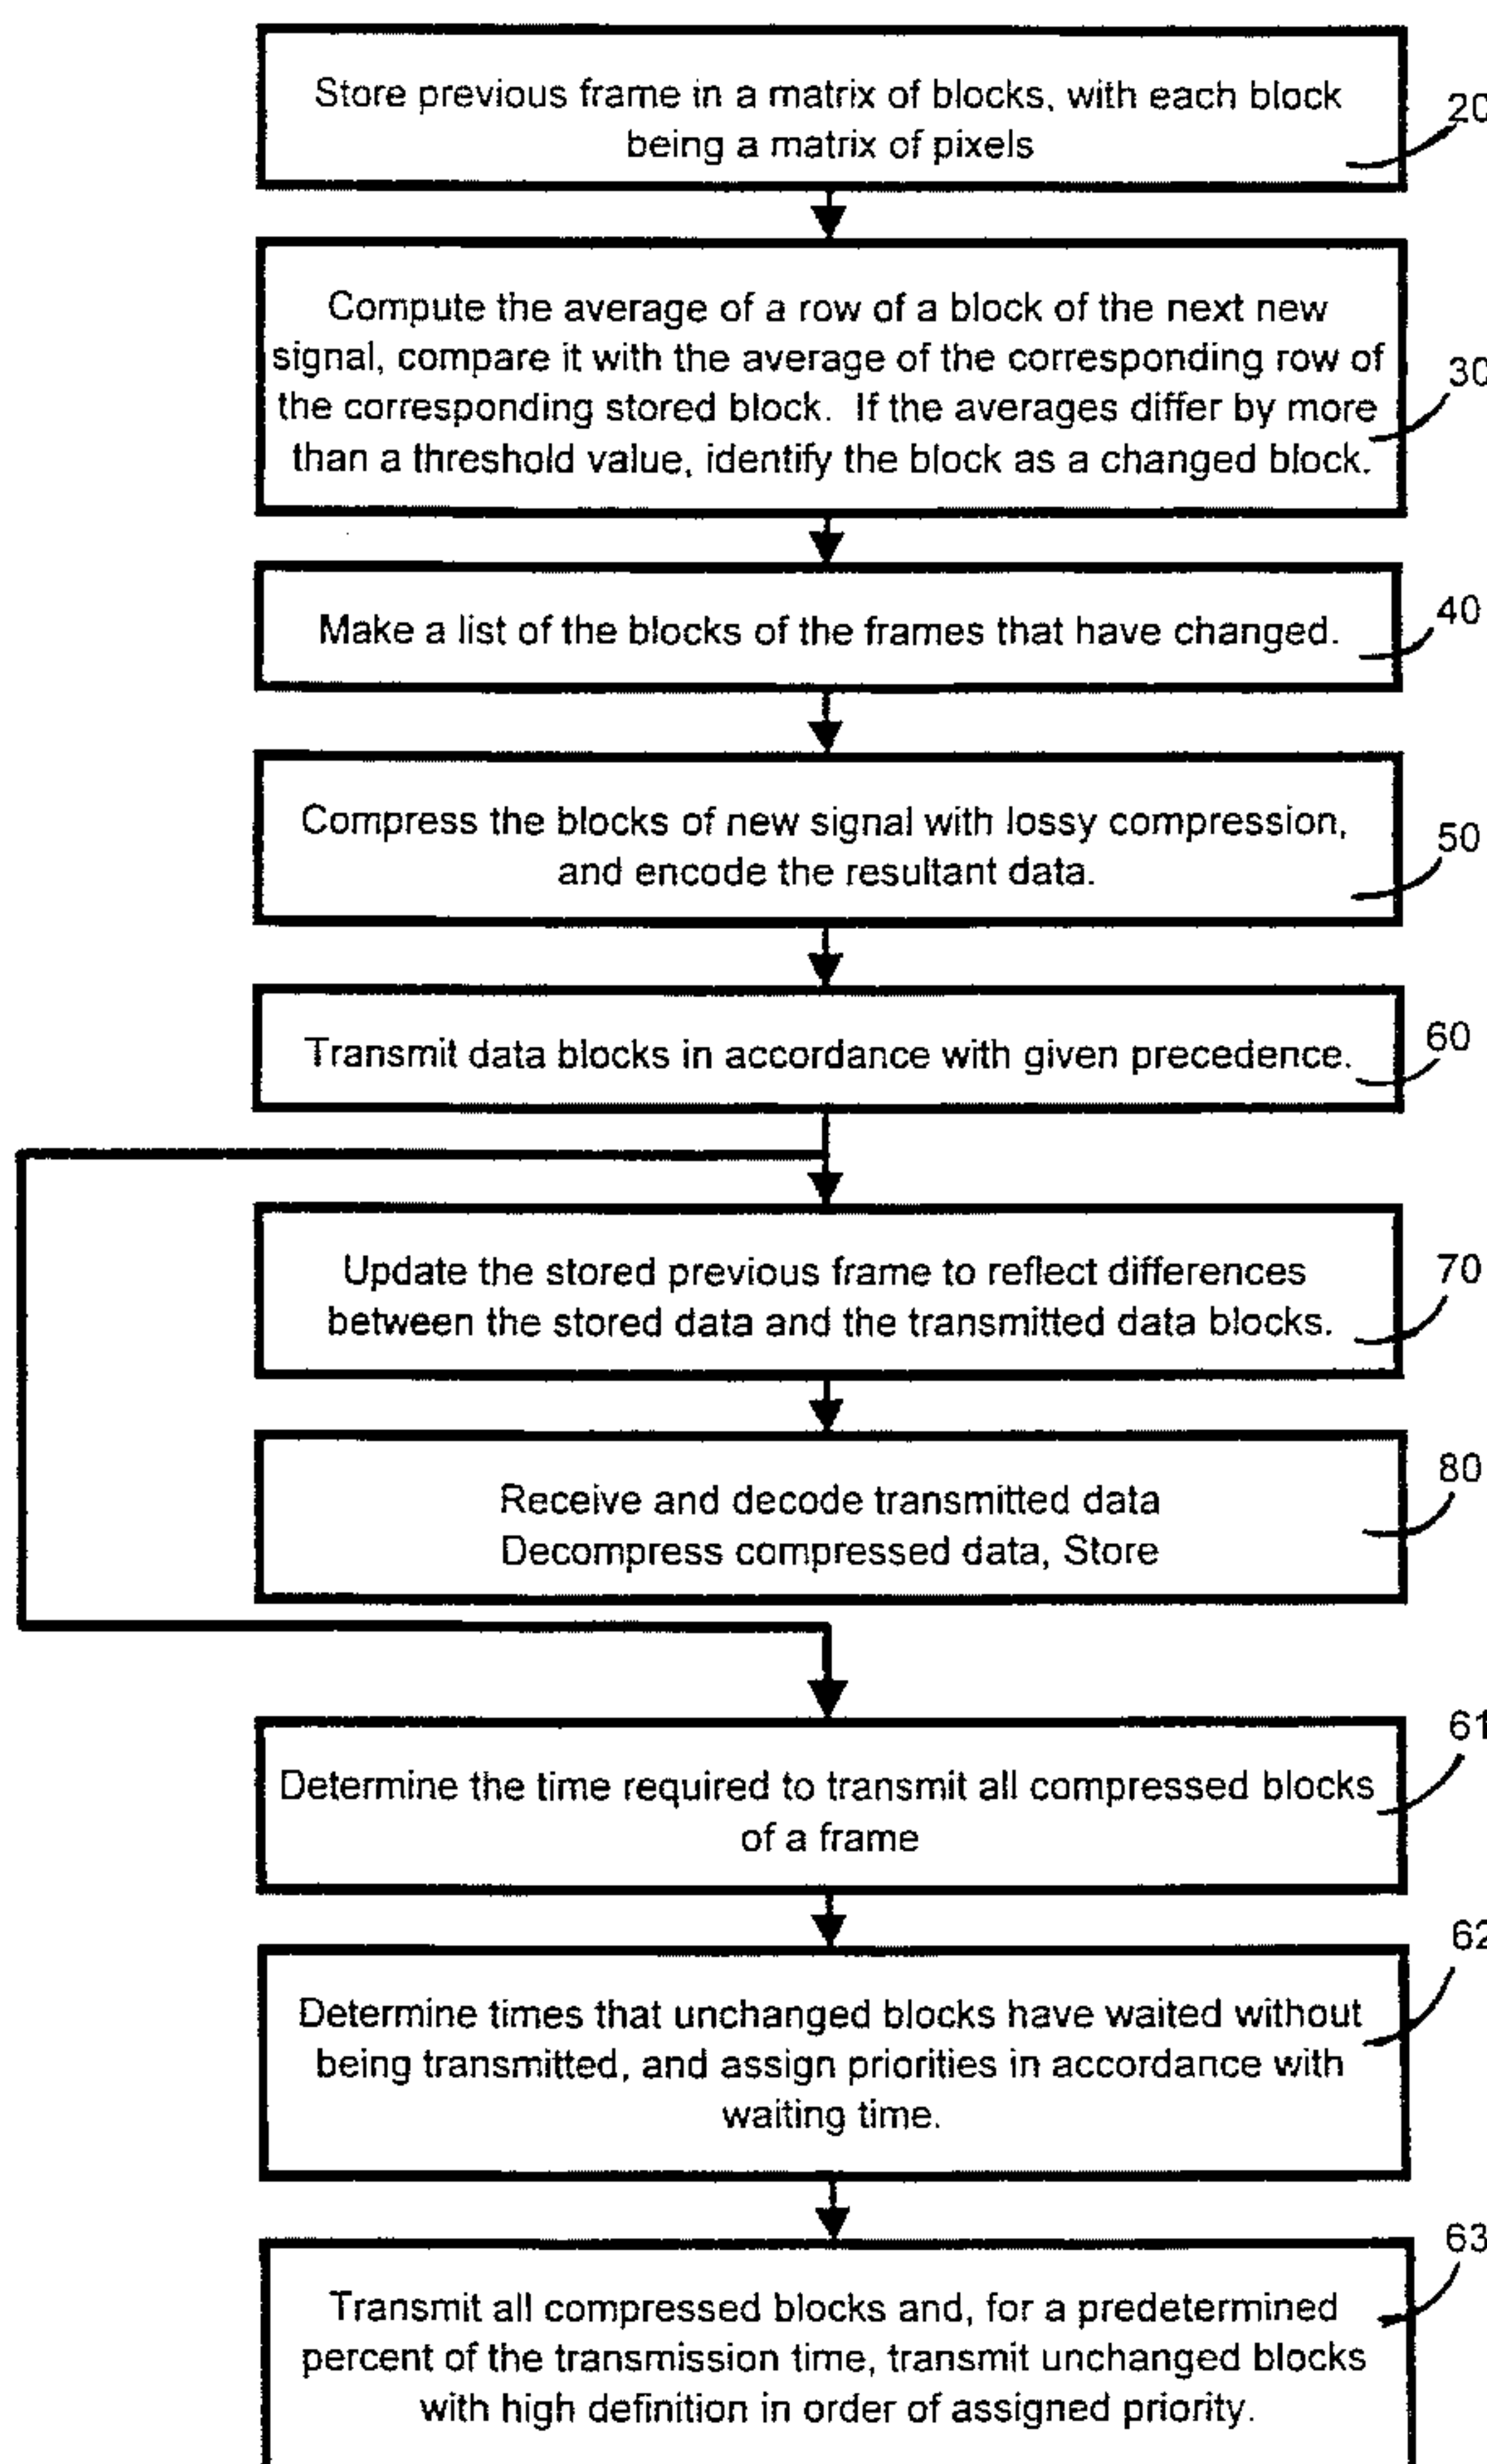 Store previous frame in a matrix of blocks, with each block
being a matrix of pixels
20
Compute the average of a row of a block of the next new
signal, compare it with the average of the corresponding row of
the corresponding stored block. If the averages differ by more
than a threshold value, identify the block as a changed block.
30
Make a list of the blocks of the frames that have changed.
40
Compress the blocks of new signal with lossy compression,
and encode the resultant data.
50
Transmit data blocks in accordance with given precedence.
60
Update the stored previous frame to reflect differences
between the stored data and the transmitted data blocks.
70
Receive and decode transmitted data
Decompress compressed data, Store
80
Determine the time required to transmit all compressed blocks
of a frame
61
Determine times that unchanged blocks have waited without
being transmitted, and assign priorities in accordance with
waiting time.
62
Transmit all compressed blocks and, for a predetermined
percent of the transmission time, transmit unchanged blocks
with high definition in order of assigned priority.
63